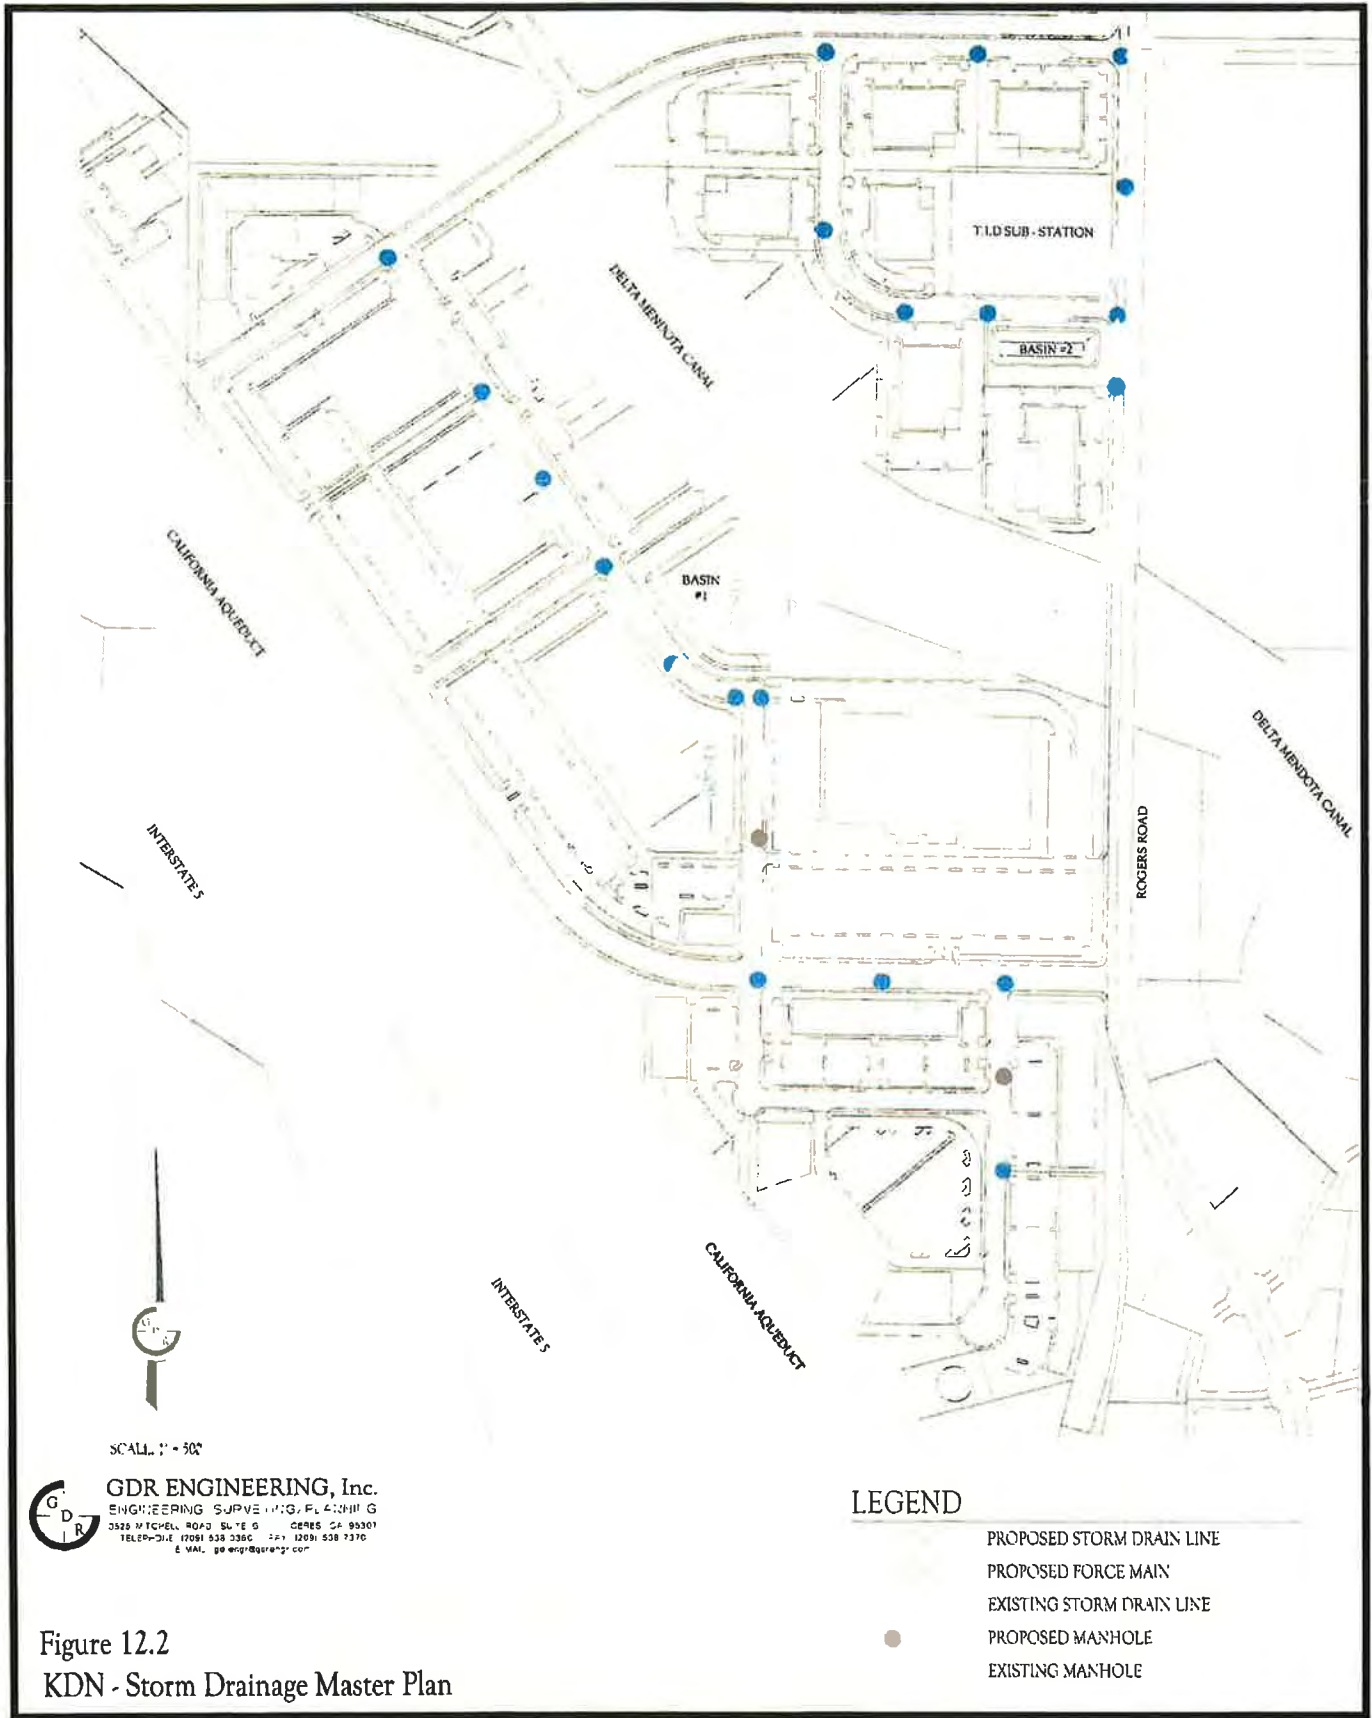 T.I.D SUB - STATION
DELTA MENDOTA CANAL
BASIN #2
CALIFORNIA AQUEDUCT
BASIN
#1
DELTA MENDOTA CANAL
INTERSTATE 5
ROGERS ROAD
CALIFORNIA AQUEDUCT
INTERSTATE 5
G D R
GDR ENGINEERING, Inc.
LEGEND
PROPOSED STORM DRAIN LINE
PROPOSED FORCE MAIN
EXISTING STORM DRAIN LINE
PROPOSED MANHOLE
EXISTING MANHOLE
Figure 12.2
KDN - Storm Drainage Master Plan